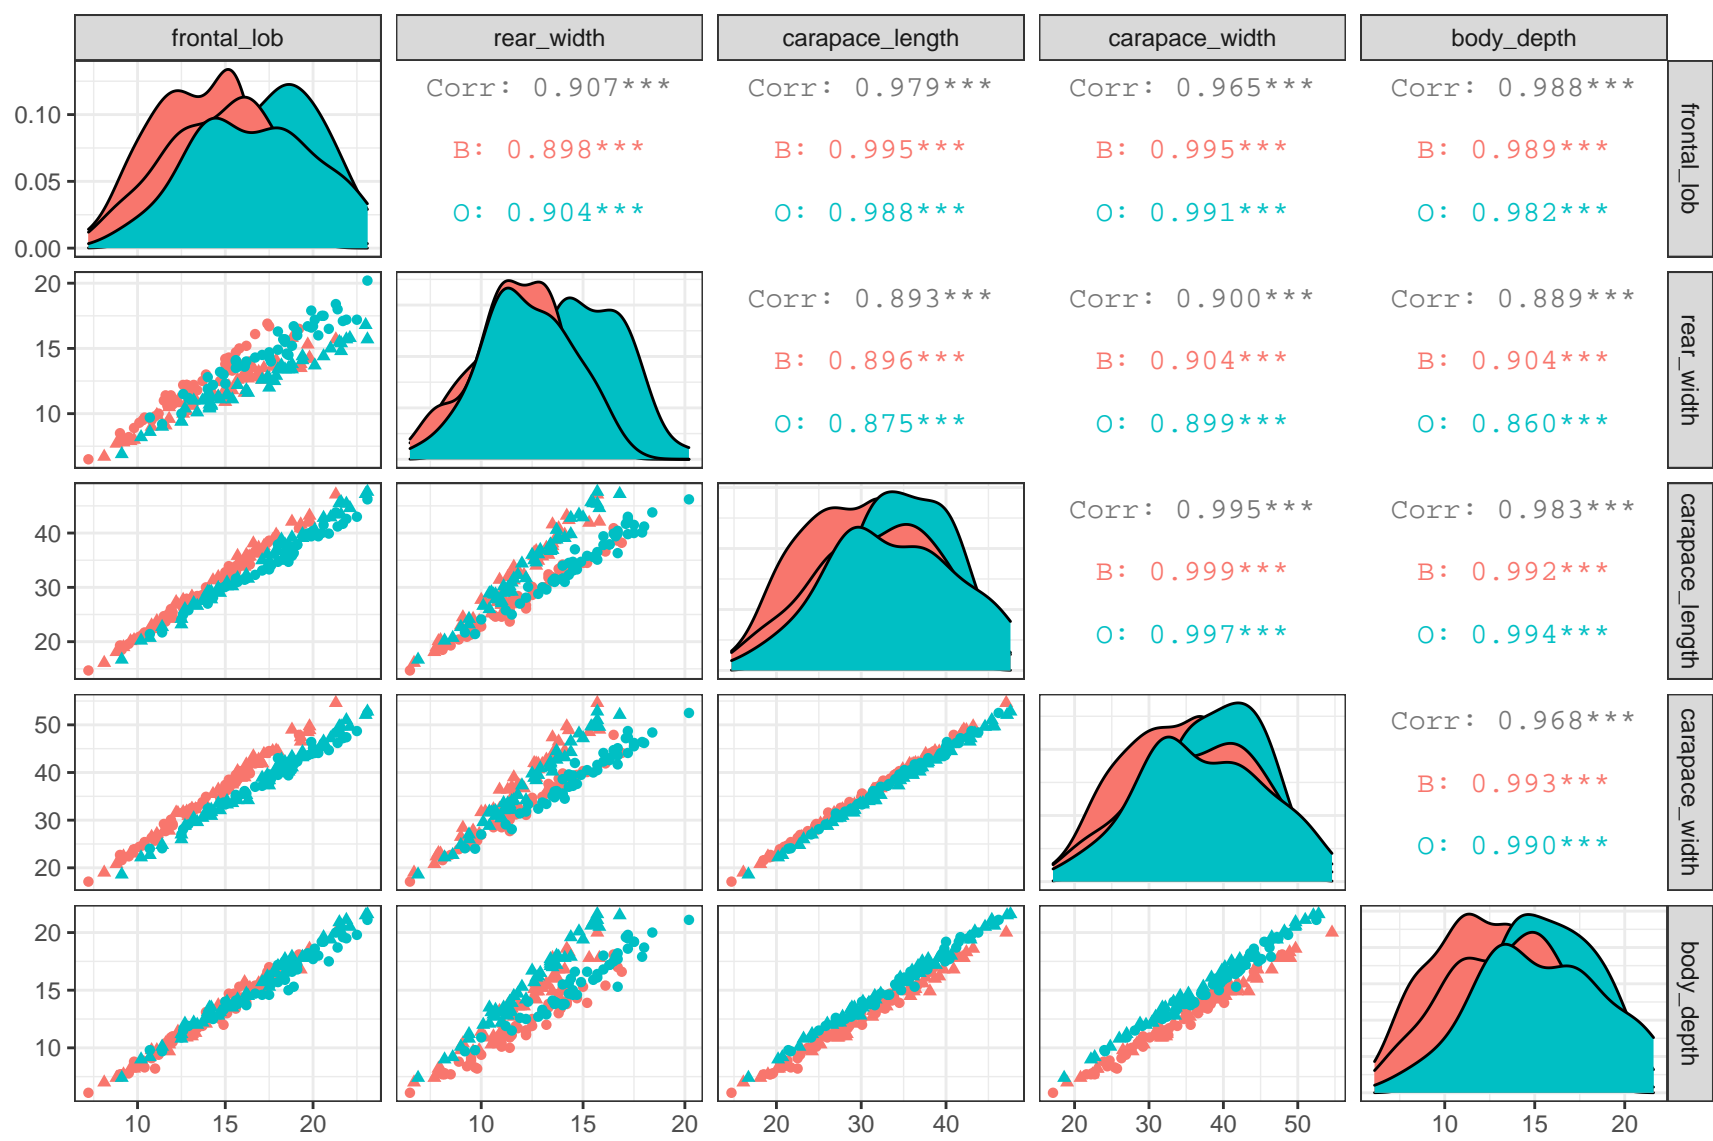 frontal_lob rear_width carapace_length carapace_width body_depth
0.10 Corr: 0.907*** Corr: 0.979*** Corr: 0.965*** Corr: 0.988*** frontal_lob
0.05 B: 0.898*** B: 0.995*** B: 0.995*** B: 0.989***
0.00 O: 0.904*** O: 0.988*** O: 0.991*** O: 0.982***
20 Corr: 0.893*** Corr: 0.900*** Corr: 0.889*** rear_width
15 B: 0.896*** B: 0.904*** B: 0.904***
10 O: 0.875*** O: 0.899*** O: 0.860***
40 Corr: 0.995*** Corr: 0.983*** carapace_length
30 B: 0.999*** B: 0.992***
20 O: 0.997*** O: 0.994***
50 Corr: 0.968*** carapace_width
40 B: 0.993***
30 O: 0.990***
20
20 body_depth
15
10
10 15 20 10 15 20 20 30 40 20 30 40 50 10 15 20